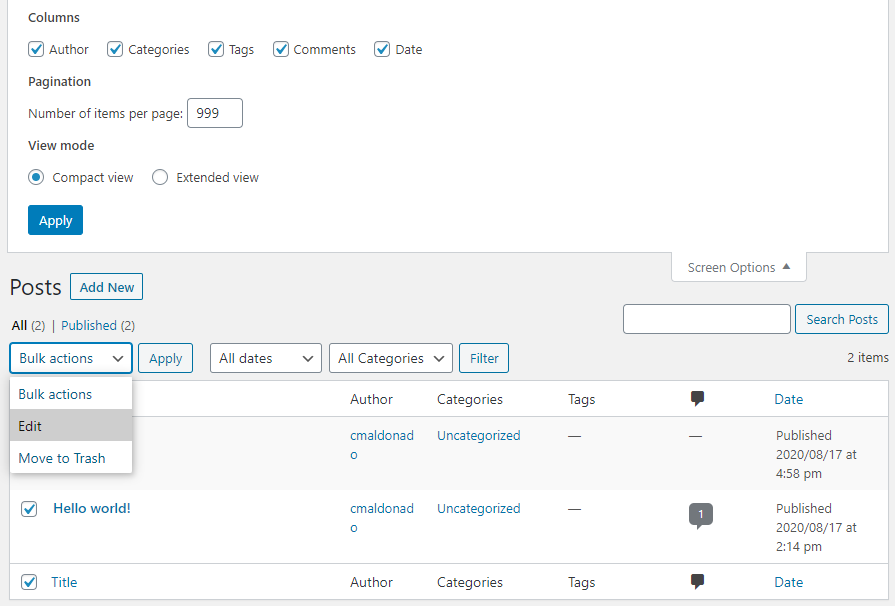 Columns
Author Categories Tags Comments Date
Pagination
Number of items per page: 999
View mode
Compact view Extended view
Apply
Screen Options
Posts Add New
All (2) | Published (2)
Search Posts
Bulk actions Apply All dates All Categories Filter 2 items
Bulk actions
Edit
Move to Trash
Author Categories Tags Date
cmaldonad
o
Uncategorized — — Published
2020/08/17 at
4:58 pm
Hello world! cmaldonad
o
Uncategorized — 1 Published
2020/08/17 at
2:14 pm
Title Author Categories Tags Date